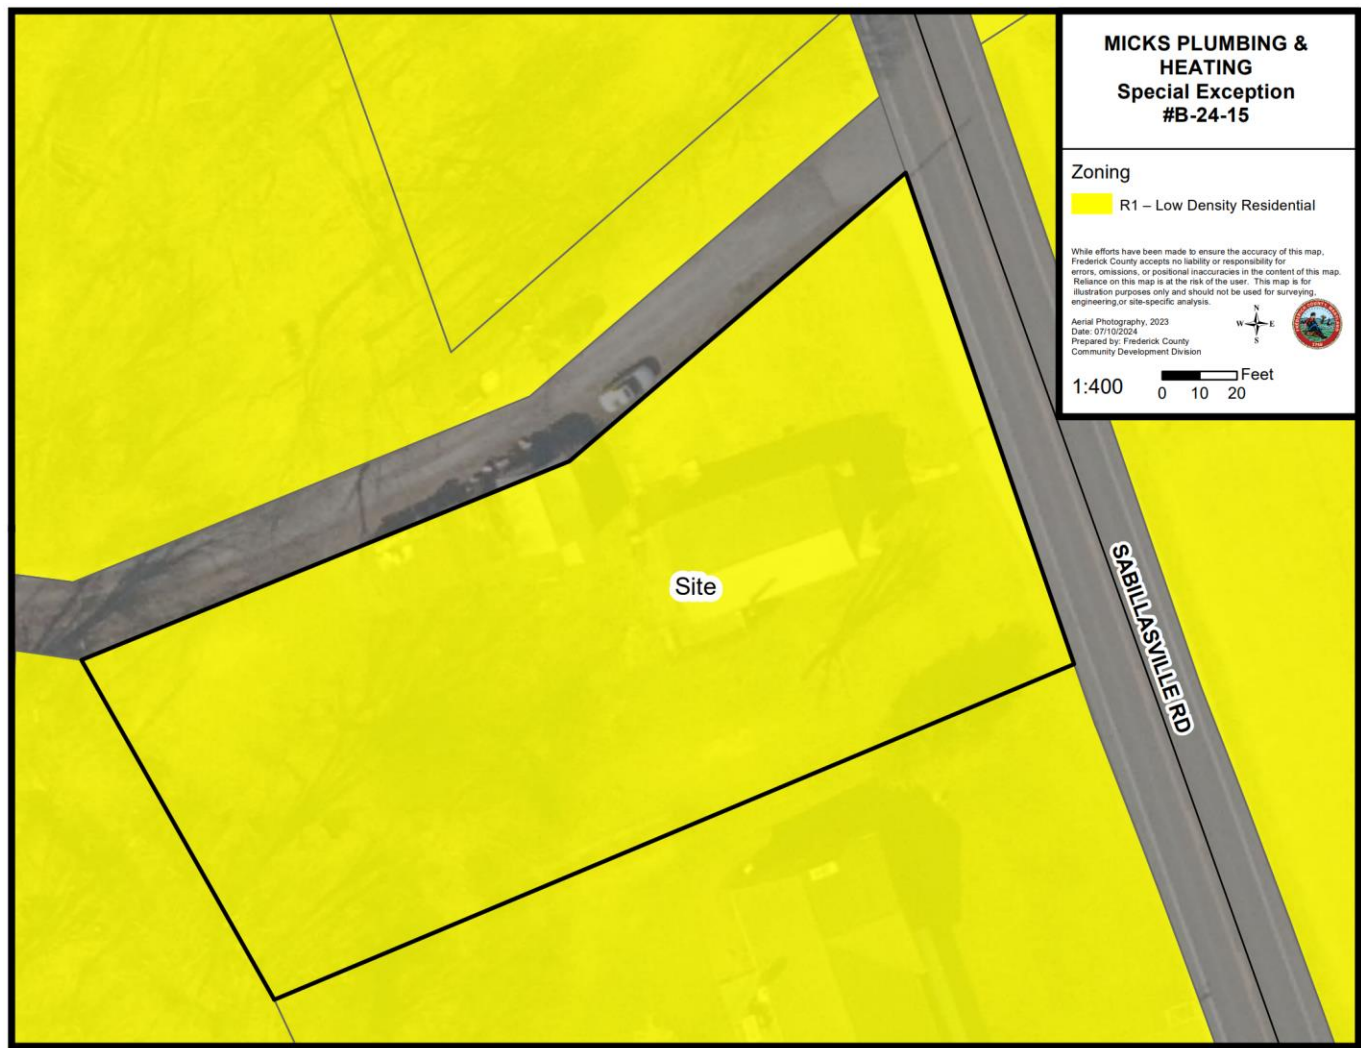 MICKS PLUMBING &
HEATING
Special Exception
#B-24-15
Zoning
R1 – Low Density Residential
While efforts have been made to ensure the accuracy of this map,
Frederick County accepts no liability or responsibility for
errors, omissions, or positional inaccuracies in the content of this map.
Reliance on this map is at the risk of the user. This map is for
illustration purposes only and should not be used for surveying,
engineering,or site-specific analysis.
Aerial Photography, 2023
Date: 07/10/2024
Prepared by: Frederick County
Community Development Division
N
W E
S
1:400
Feet
0 10 20
Site
SABILLASVILLE RD